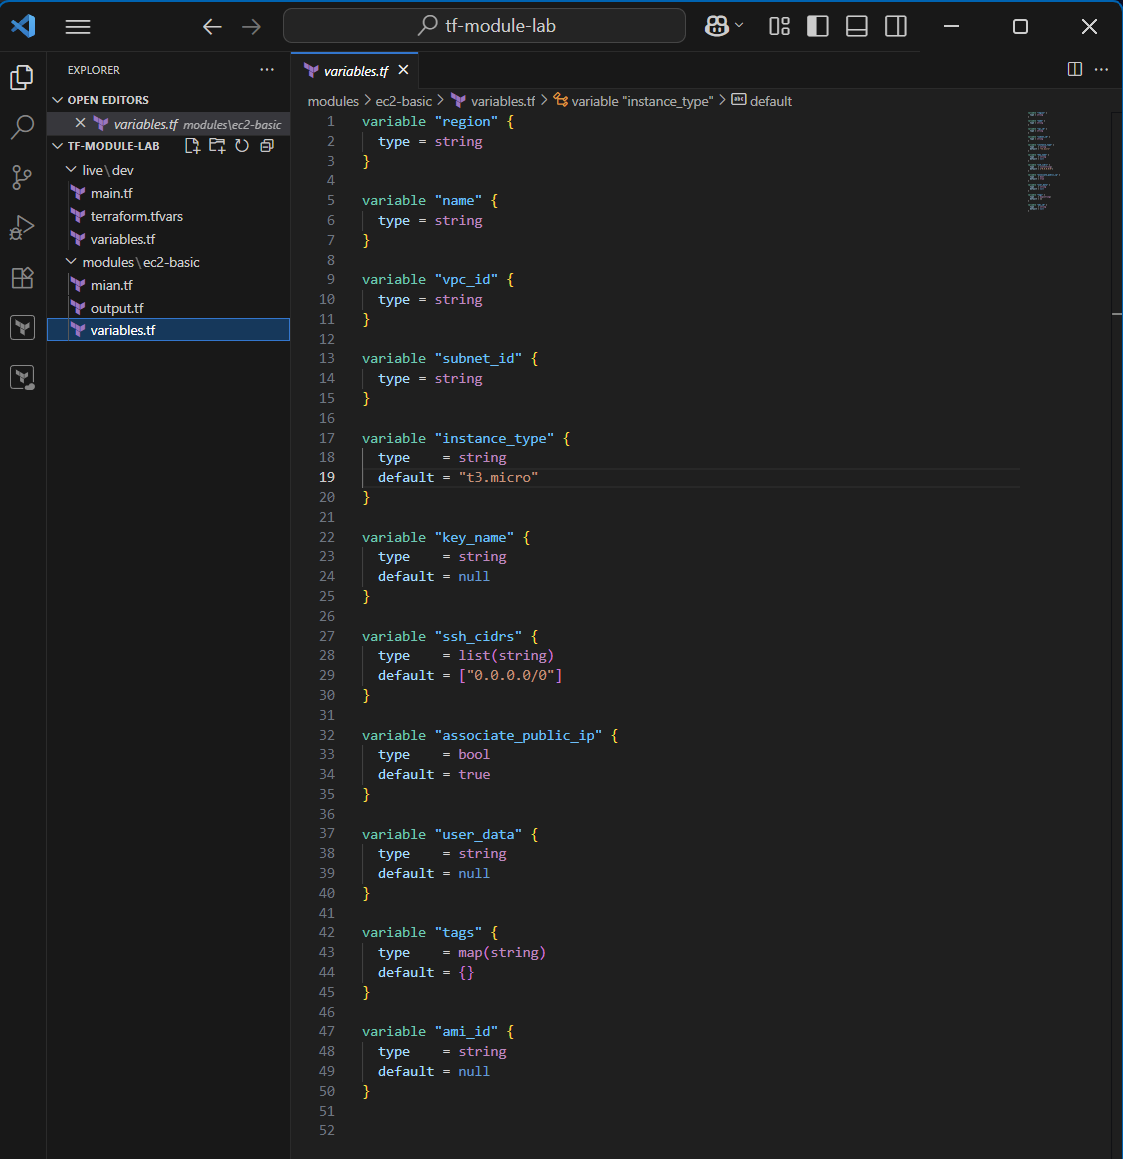 tf-module-lab
EXPLORER
OPEN EDITORS
variables.tf modules\ec2-basic
TF-MODULE-LAB
live\dev
main.tf
terraform.tfvars
variables.tf
modules\ec2-basic
mian.tf
output.tf
variables.tf
variables.tf
modules > ec2-basic > variables.tf > variable "instance_type" > abc default
1 variable "region" {
2 type = string
3 }
4
5 variable "name" {
6 type = string
7 }
8
9 variable "vpc_id" {
10 type = string
11 }
12
13 variable "subnet_id" {
14 type = string
15 }
16
17 variable "instance_type" {
18 type    = string
19 default = "t3.micro"
20 }
21
22 variable "key_name" {
23 type    = string
24 default = null
25 }
26
27 variable "ssh_cidrs" {
28 type    = list(string)
29 default = ["0.0.0.0/0"]
30 }
31
32 variable "associate_public_ip" {
33 type    = bool
34 default = true
35 }
36
37 variable "user_data" {
38 type    = string
39 default = null
40 }
41
42 variable "tags" {
43 type    = map(string)
44 default = {}
45 }
46
47 variable "ami_id" {
48 type    = string
49 default = null
50 }
51
52